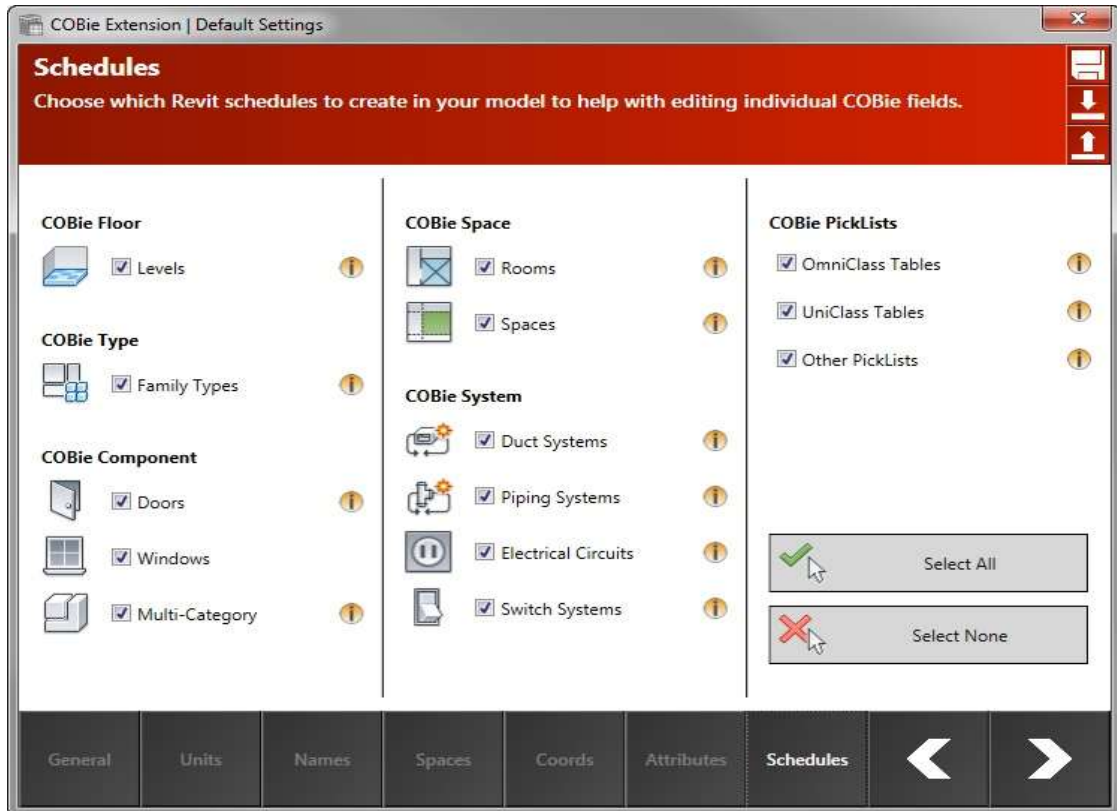 COBie Extension | Default Settings
Schedules
Choose which Revit schedules to create in your model to help with editing individual COBie fields.
COBie Floor
Levels
COBie Type
Family Types
COBie Component
Doors
Windows
Multi-Category
COBie Space
Rooms
Spaces
COBie System
Duct Systems
Piping Systems
Electrical Circuits
Switch Systems
COBie PickLists
OmniClass Tables
UniClass Tables
Other PickLists
Select All
Select None
General
Units
Names
Spaces
Coords
Attributes
Schedules